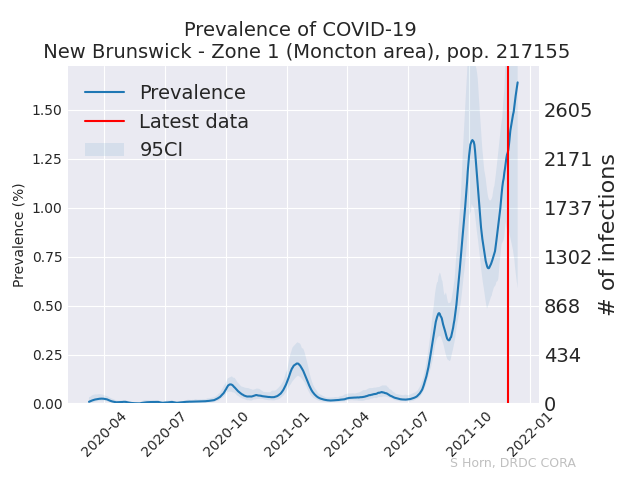 Prevalence of COVID-19
New Brunswick - Zone 1 (Moncton area), pop. 217155
Prevalence
Latest data
95CI
Prevalence (%)
1.50
1.25
1.00
0.75
0.50
0.25
0.00
2605
2171
1737
1302
868
434
0
# of infections
2020-04
2020-07
2020-10
2021-01
2021-04
2021-07
2021-10
2022-01
S Horn, DRDC CORA